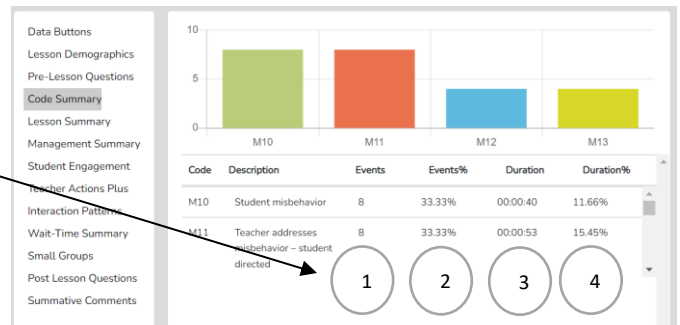 Data Buttons
Lesson Demographics
Pre-Lesson Questions
Code Summary
Lesson Summary
Management Summary
Student Engagement
Teacher Actions Plus
Interaction Patterns
Wait-Time Summary
Small Groups
Post Lesson Questions
Summative Comments
10
5
0
M10 M11 M12 M13
Code Description Events Events% Duration Duration%
M10 Student misbehavior 8 33.33% 00:00:40 11.66%
M11 Teacher addresses 8 33.33% 00:00:53 15.45%
misbehavior – student
directed
1 2 3 4